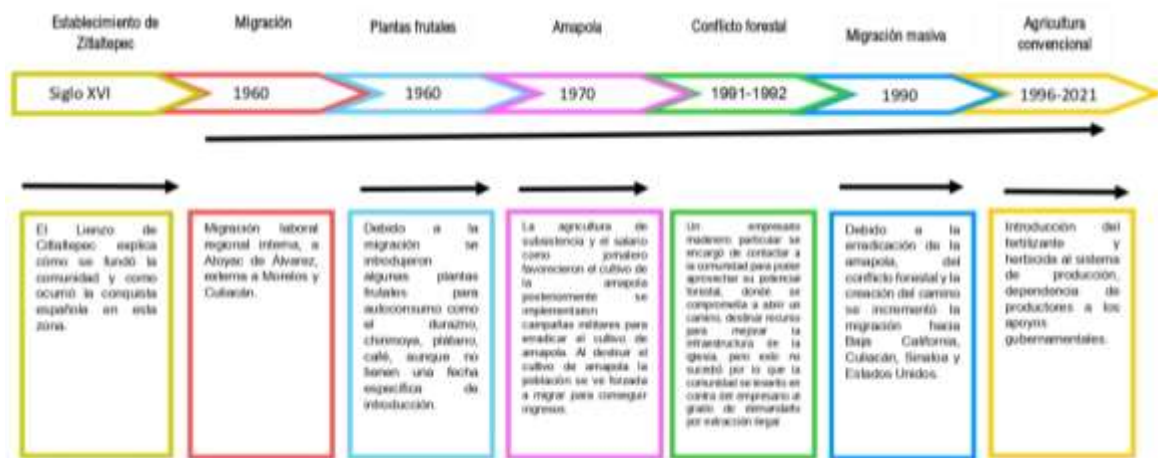 Establecimiento de
Zitlaltepec
Migración
Plantas frutales
Amapola
Conflicto forestal
Migración masiva
Agricultura
convencional
Siglo XVI
1960
1960
1970
1991-1992
1990
1996-2021
El Lienzo de
Citlaltepec explica
cómo se fundó la
comunidad y como
ocurrió la conquista
española en esta
zona.
Migración laboral
regional interna, a
Atoyac de Álvarez,
externa a Morelos y
Culiacán.
Debido a la
migración se
introdujeron
algunas plantas
frutales para
autoconsumo como
el durazno,
chirimoya, plátano,
café, aunque no
tienen una fecha
específica de
introducción.
La agricultura de
subsistencia y el salario
como jornalero
favorecieron el cultivo de
la amapola
posteriormente se
implementaron
campañas militares para
erradicar el cultivo de
amapola. Al destruir el
cultivo de amapola la
población se ve forzada
a migrar para conseguir
ingresos.
Un empresario
maderero particular se
encargó de contactar a
la comunidad para poder
aprovechar su potencial
forestal, donde se
comprometía a abrir un
camino, destinar recurso
para mejorar la
infraestructura de la
iglesia, pero esto no
sucedió por lo que la
comunidad se levantó en
contra del empresario al
grado de demandarlo
por extracción ilegal
Debido a la
erradicación de la
amapola, del
conflicto forestal y la
creación del camino
se incrementó la
migración hacia
Baja California,
Culiacán, Sinaloa y
Estados Unidos.
Introducción del
fertilizante y
herbicida al sistema
de producción,
dependencia de
productores a los
apoyos
gubernamentales.